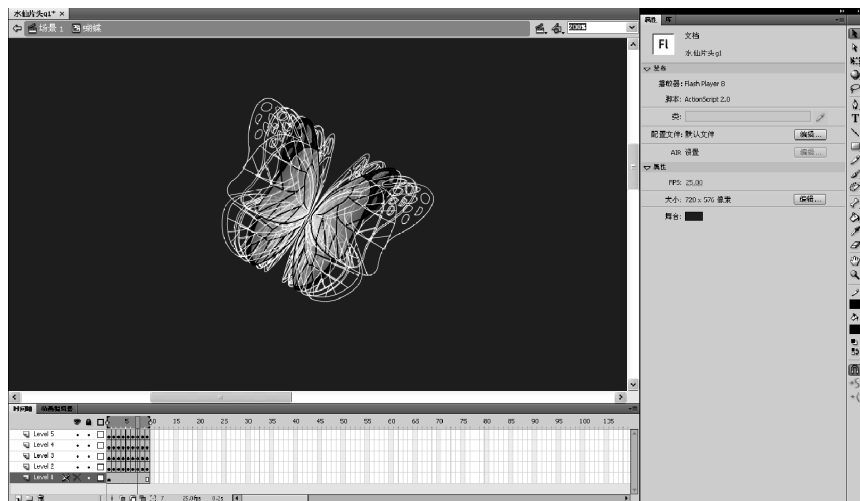 水仙片头g1* ×
场景 1 蝴蝶
200%
属性 库
文档
Fl
水仙片头g1
发布
播放器: Flash Player 8
脚本: ActionScript 2.0
类:
配置文件: 默认文件 编辑...
AIR 设置 编辑...
属性
FPS: 25.00
大小: 720 x 576 像素 编辑...
舞台:
时间轴 动画编辑器
5 10 15 20 25 30 35 40 45 50 55 60 65 70 75 80 85 90 95 100 105
Level 5
Level 4
Level 3
Level 2
Level 1
7 25.0fps 0.2s